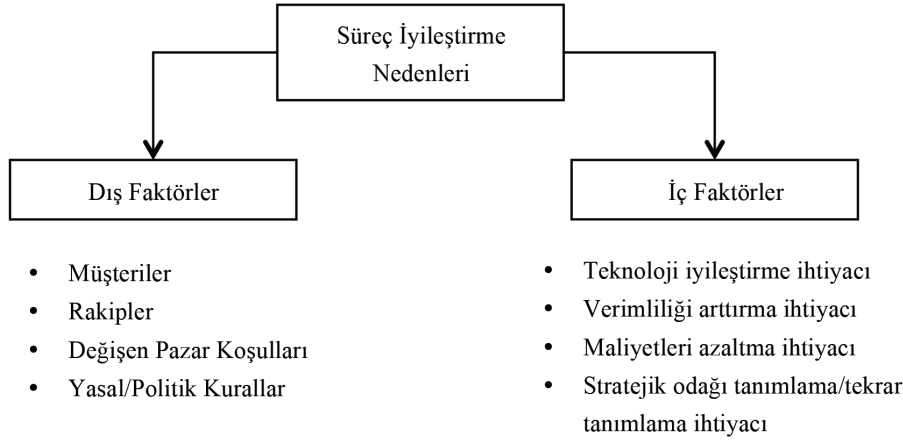 Süreç İyileştirme
Nedenleri
Dış Faktörler
İç Faktörler
• Müşteriler
• Rakipler
• Değişen Pazar Koşulları
• Yasal/Politik Kurallar
• Teknoloji iyileştirme ihtiyacı
• Verimliliği arttırma ihtiyacı
• Maliyetleri azaltma ihtiyacı
• Stratejik odağı tanımlama/tekrar
tanımlama ihtiyacı